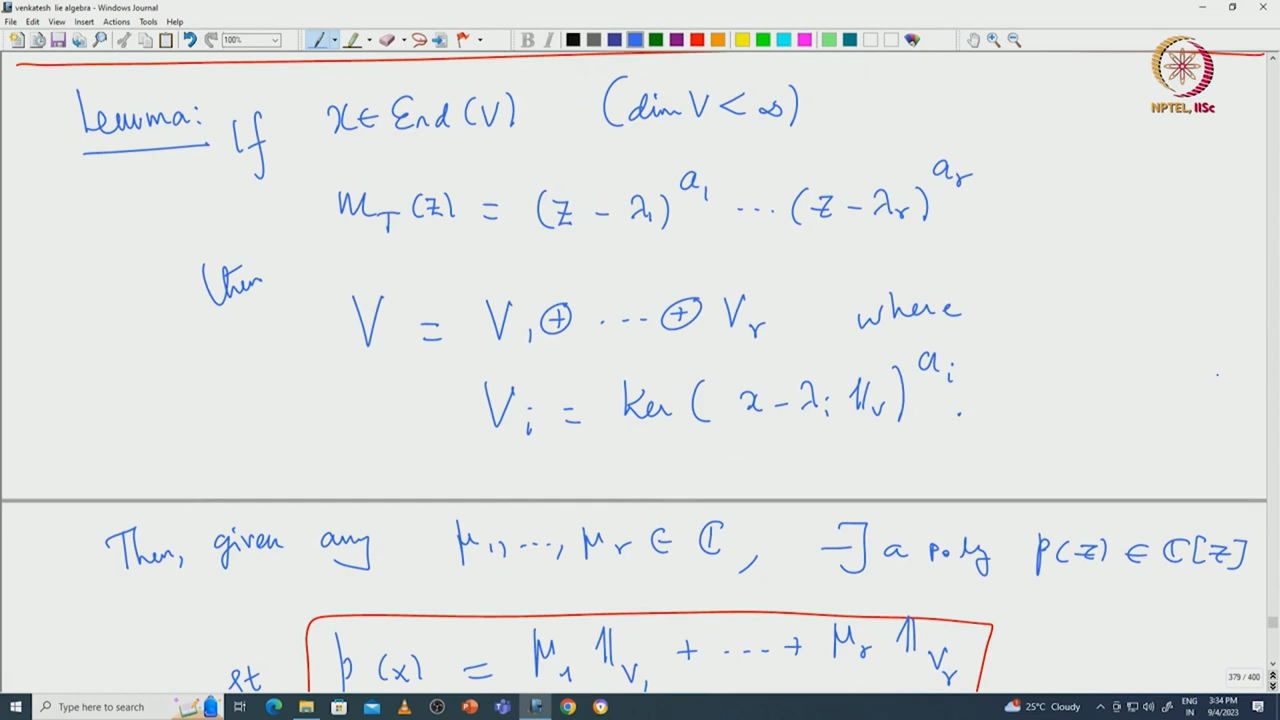 venkatesh lie algebra - Windows Journal
File Edit View Insert Actions Tools Help
100%
B I
NPTEL, IISc
Lemma: If x ∈ End (V) (dim V < ∞)
m_T (z) = (z - λ_1)^{a_1} ... (z - λ_r)^{a_r}
then
V = V_1 ⊕ ... ⊕ V_r where
V_i = Ker ( x - λ_i 𝟙_V )^{a_i} .
Then, given any μ_1, ..., μ_r ∈ ℂ, ∃ a poly p(z) ∈ ℂ[z]
st p (x) = μ_1 𝟙_{V_1} + ... + μ_r 𝟙_{V_r}
379 / 400
Type here to search
25°C Cloudy
ENG
IN
3:34 PM
9/4/2023